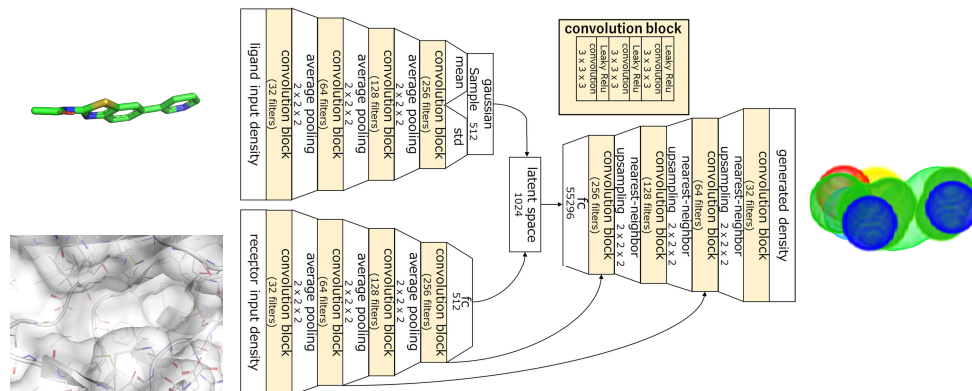 ligand input density
convolution block
(32 filters)
average pooling
2 x 2 x 2
convolution block
(64 filters)
average pooling
2 x 2 x 2
convolution block
(128 filters)
average pooling
2 x 2 x 2
convolution block
(256 filters)
mean
std
gaussian
Sample 512
receptor input density
convolution block
(32 filters)
average pooling
2 x 2 x 2
convolution block
(64 filters)
average pooling
2 x 2 x 2
convolution block
(128 filters)
average pooling
2 x 2 x 2
convolution block
(256 filters)
fc
512
latent space
1024
convolution block
3 x 3 x 3
convolution
Leaky Relu
3 x 3 x 3
convolution
Leaky Relu
3 x 3 x 3
convolution
Leaky Relu
fc
55296
convolution block
(256 filters)
nearest-neighbor
upsampling 2 x 2 x 2
convolution block
(128 filters)
nearest-neighbor
upsampling 2 x 2 x 2
convolution block
(64 filters)
nearest-neighbor
upsampling 2 x 2 x 2
convolution block
(32 filters)
generated density